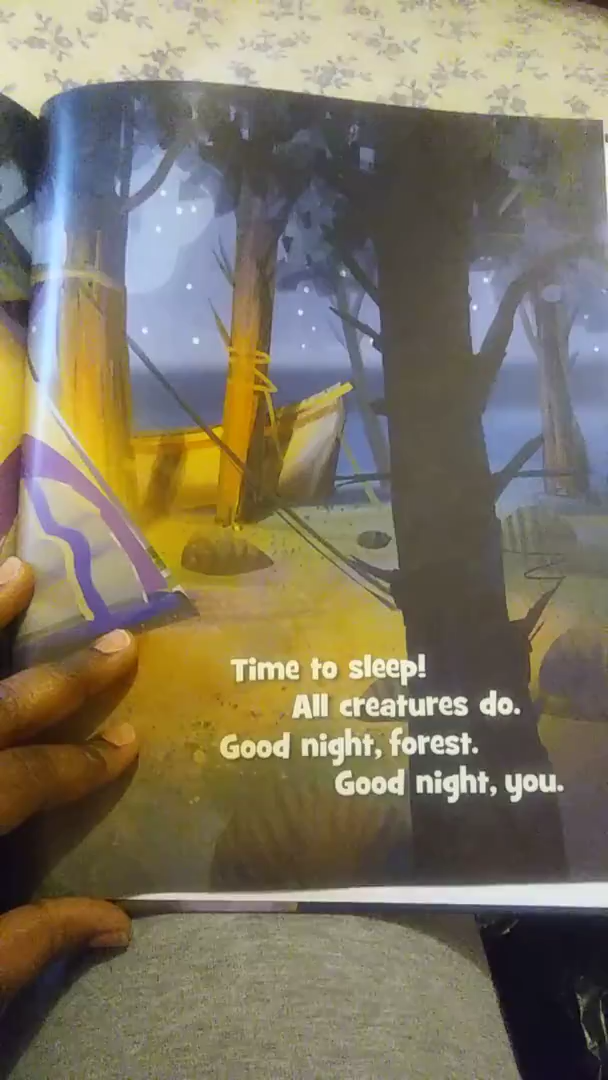 Time to sleep!
All creatures do.
Good night, forest.
Good night, you.